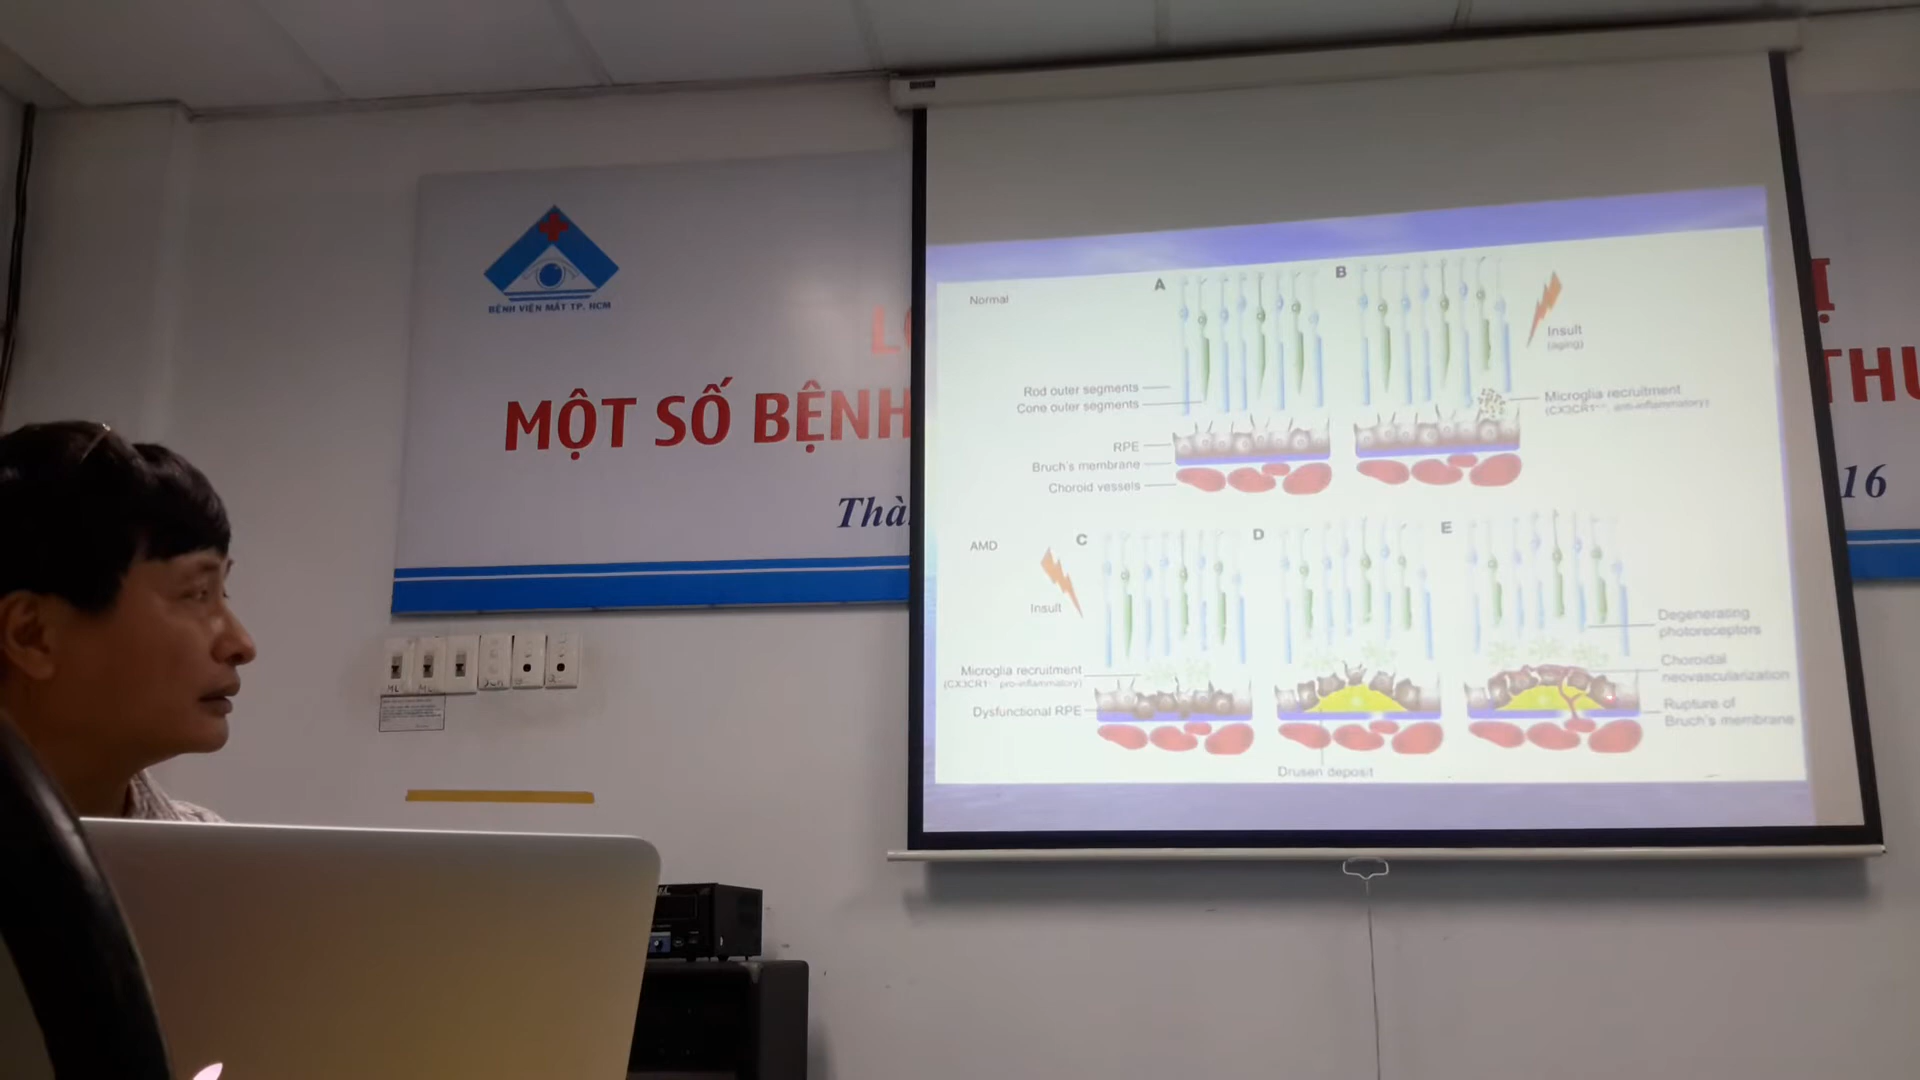 BỆNH VIỆN MẮT TP. HCM
MỘT SỐ BỆNH
16
Normal
A
B
Insult
(aging)
Rod outer segments
Cone outer segments
Microglia recruitment
RPE
Bruch's membrane
Choroid vessels
AMD
C
D
E
Insult
Degenerating
photoreceptors
Microglia recruitment
Choroidal
neovascularization
Dysfunctional RPE
Rupture of
Bruch's membrane
Drusen deposit